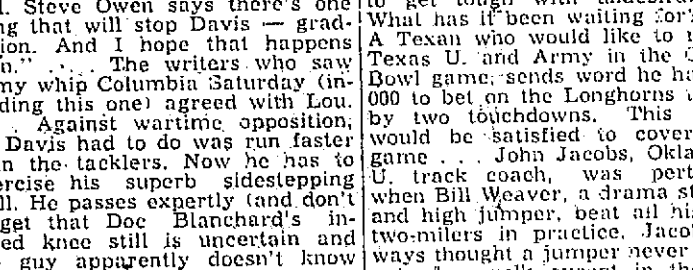 . Steve Owen says there's one
ng that will stop Davis — grad-
ion. And I hope that happens
n." . . . The writers who saw
my whip Columbia Saturday (in-
ding this one) agreed with Lou.
. Against wartime opposition,
Davis had to do was run faster
n the tacklers. Now he has to
rcise his superb sidestepping
ll. He passes expertly (and don't
get that Doc Blanchard's in-
ed knee still is uncertain and
guy apparently doesn't know
to get tough with
What has it been waiting for?
A Texan who would like to
Texas U. and Army in the
Bowl game, sends word he h
000 to bet on the Longhorns
by two touchdowns. This
would be satisfied to cover
game . . . John Jacobs, Okla
U. track coach, was pert
when Bill Weaver, a drama s
and high jumper, beat all hi
two-milers in practice. Jaco
ways thought a jumper never